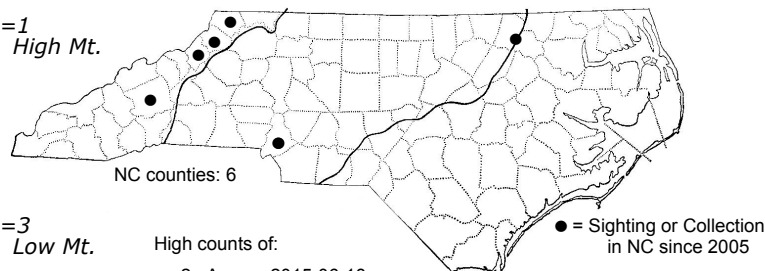 =1
High Mt.
NC counties: 6
=3
Low Mt.
High counts of:
● = Sighting or Collection
in NC since 2005